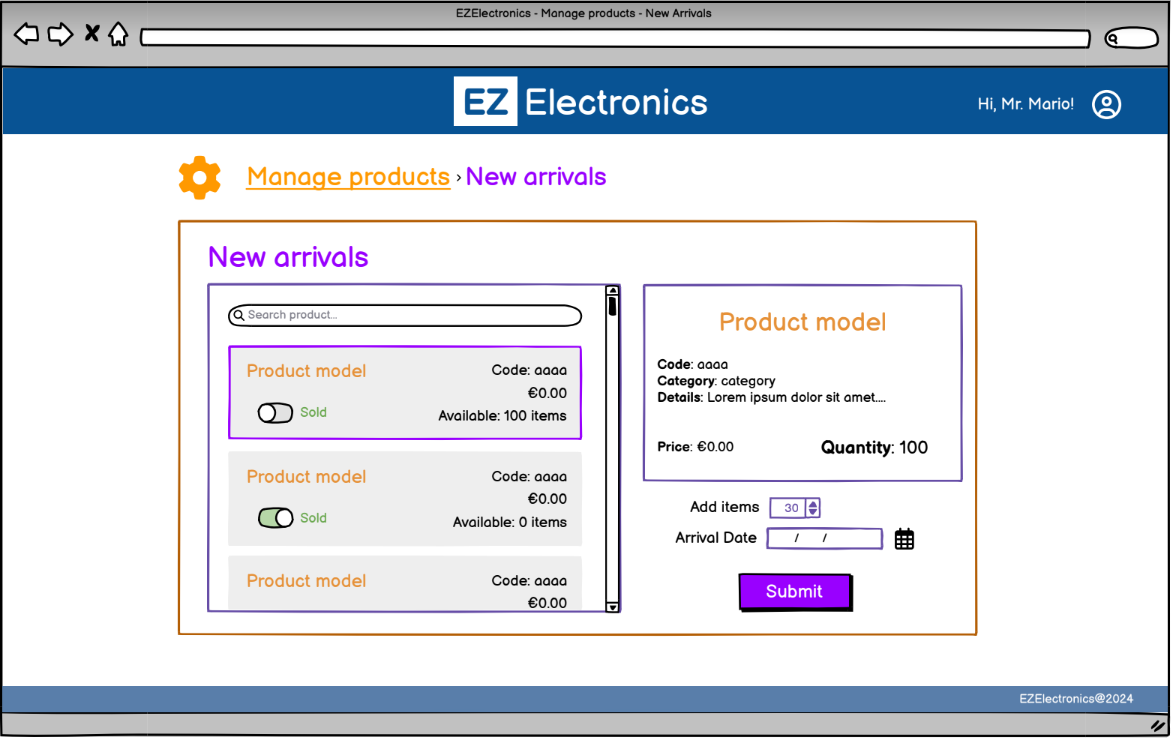 EZElectronics - Manage products - New Arrivals
EZ Electronics
Hi, Mr. Mario!
Manage products › New arrivals
New arrivals
Search product...
Product model
Code: aaaa
€0.00
Sold
Available: 100 items
Product model
Code: aaaa
€0.00
Sold
Available: 0 items
Product model
Code: aaaa
€0.00
Product model
Code: aaaa
Category: category
Details: Lorem ipsum dolor sit amet....
Price: €0.00
Quantity: 100
Add items 30
Arrival Date / /
Submit
EZElectronics@2024